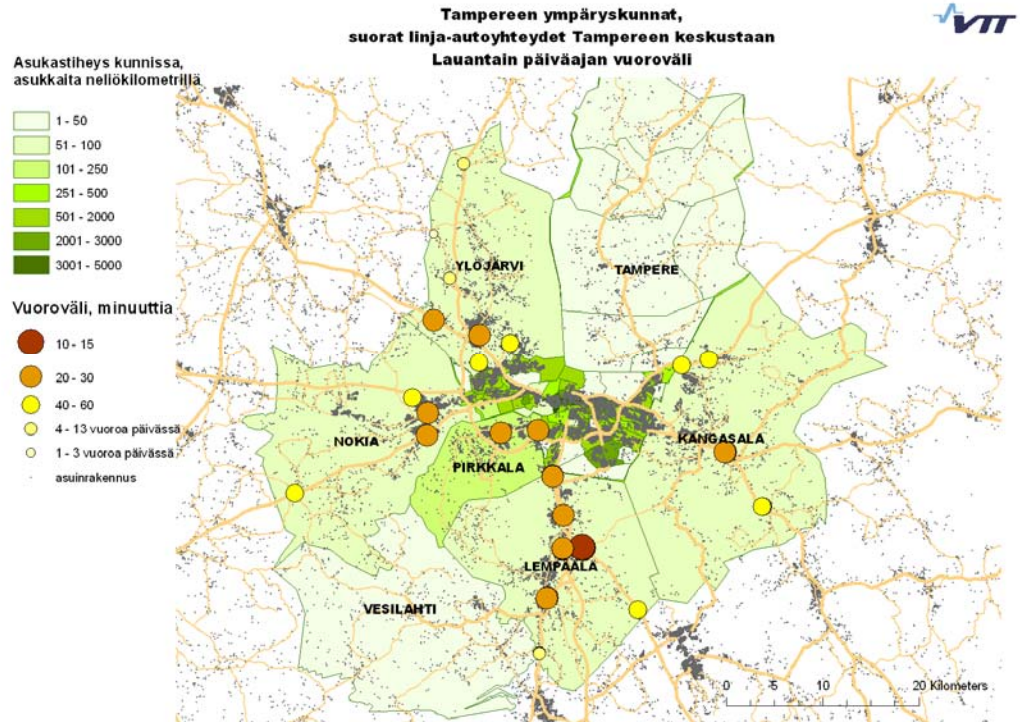 Tampereen ympäryskunnat,
suorat linja-autoyhteydet Tampereen keskustaan
Lauantain päiväajan vuoroväli
VTT
Asukastiheys kunnissa,
asukkaita neliökilometrillä
1 - 50
51 - 100
101 - 250
251 - 500
501 - 2000
2001 - 3000
3001 - 5000
Vuoroväli, minuuttia
10 - 15
20 - 30
40 - 60
4 - 13 vuoroa päivässä
1 - 3 vuoroa päivässä
asuinrakennus
YLÖJÄRVI
TAMPERE
NOKIA
PIRKKALA
KANGASALA
LEMPÄÄLÄ
VESILAHTI
0 5 10 20 Kilometers